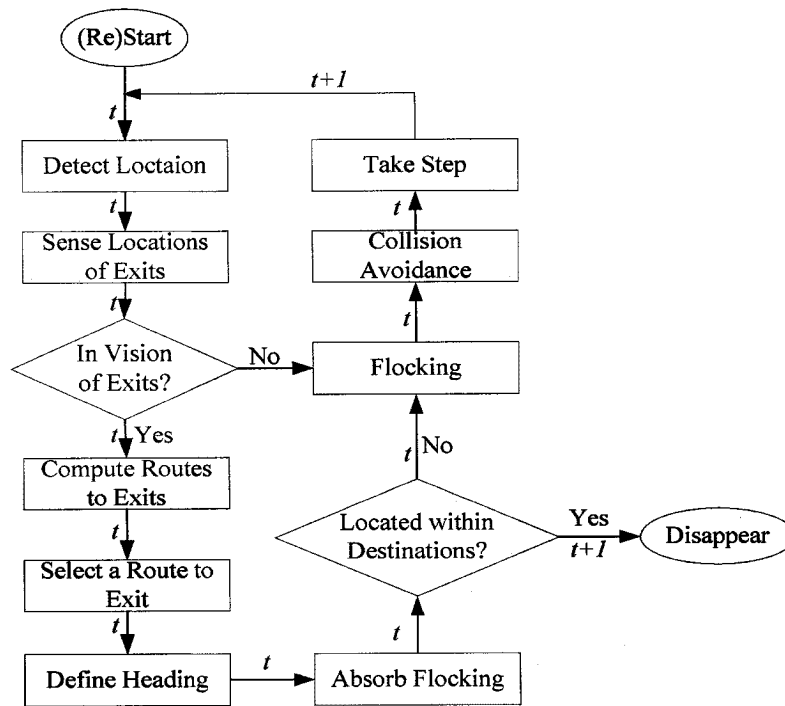 (Re)Start
t+1
t
Detect Loctaion
Take Step
t
t
Sense Locations
of Exits
Collision
Avoidance
t
t
In Vision
of Exits?
No
Flocking
t Yes
t
No
Compute Routes
to Exits
t
Located within
Destinations?
Yes
t+1
Disappear
Select a Route to
Exit
t
t
Define Heading
t
Absorb Flocking